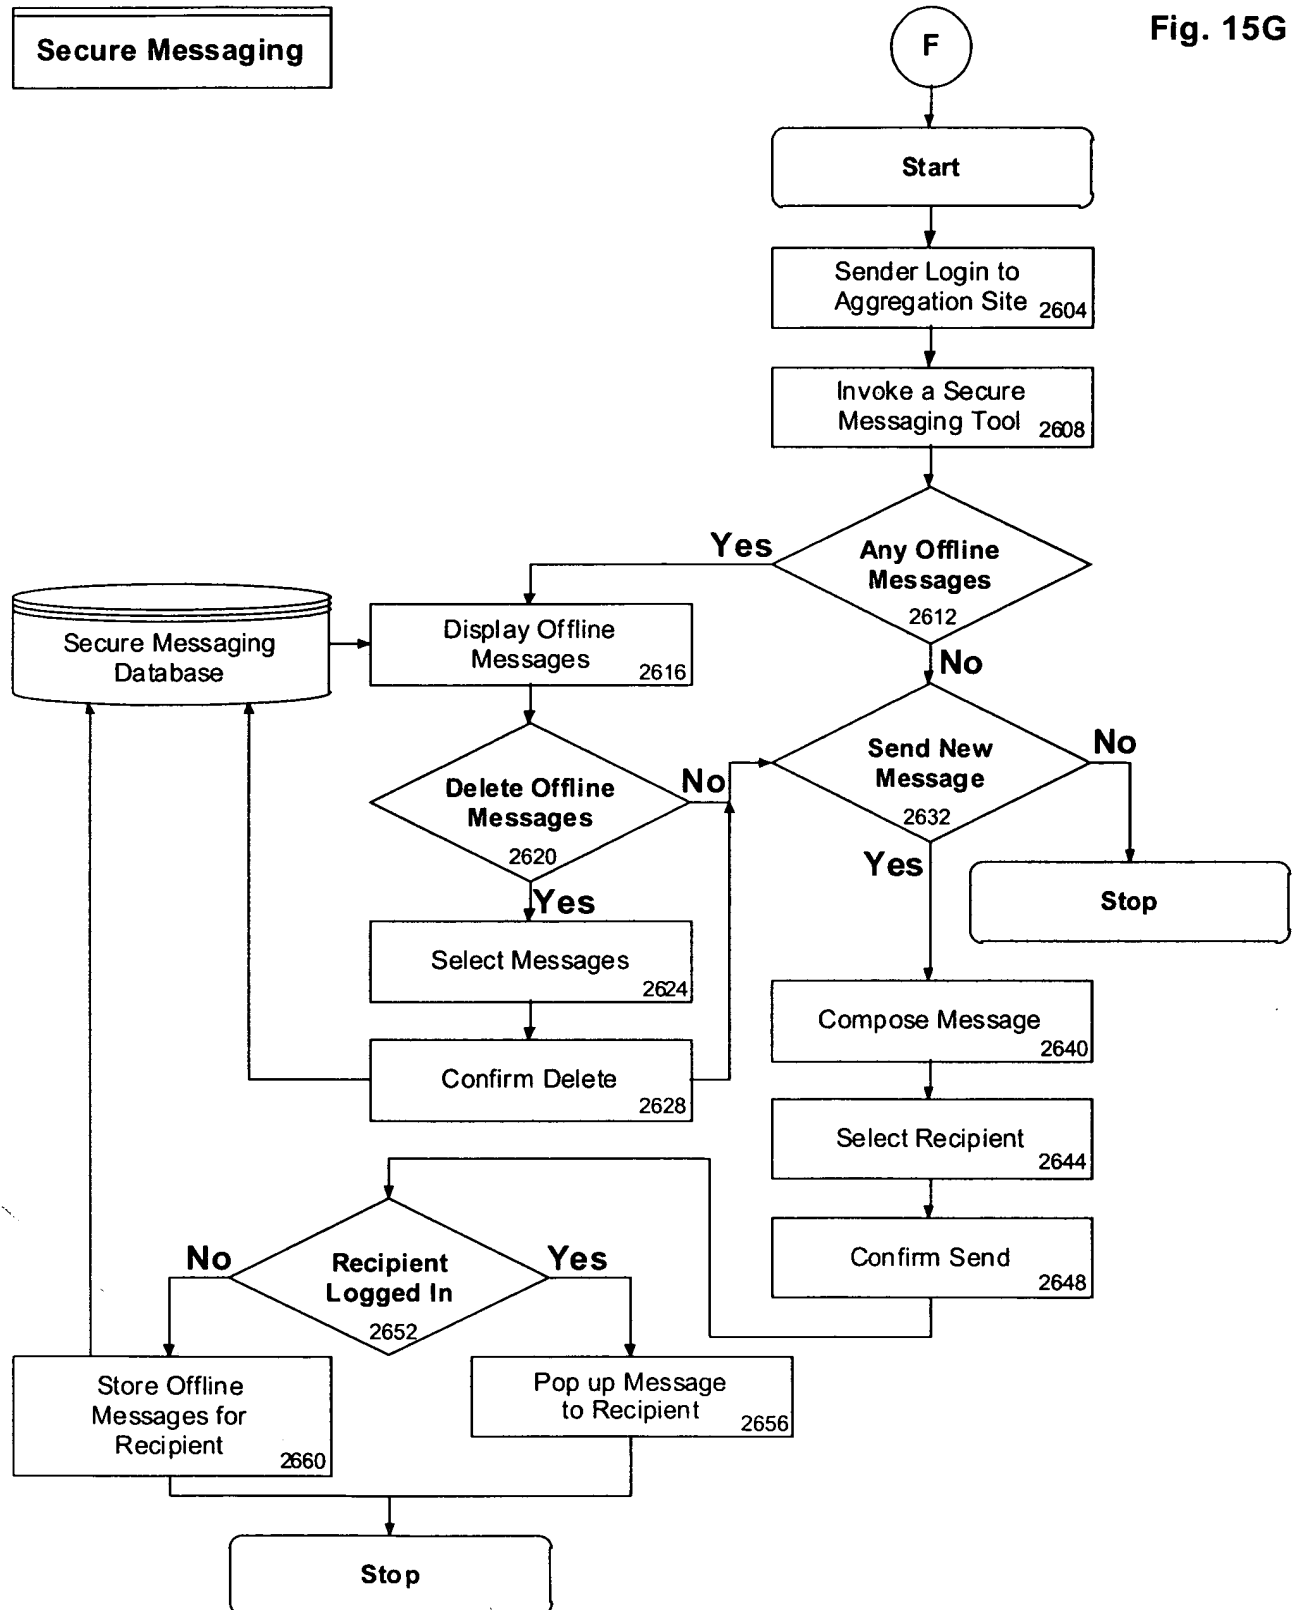 Secure Messaging
F
Fig. 15G
Start
Sender Login to
Aggregation Site 2604
Invoke a Secure
Messaging Tool 2608
Yes
Any Offline
Messages
2612
No
Secure Messaging
Database
Display Offline
Messages
2616
Delete Offline
Messages
2620
No
Yes
Send New
Message
2632
No
Yes
Stop
Select Messages
2624
Compose Message
2640
Confirm Delete
2628
Select Recipient
2644
Confirm Send
2648
No
Recipient
Logged In
2652
Yes
Store Offline
Messages for
Recipient
2660
Pop up Message
to Recipient
2656
Stop